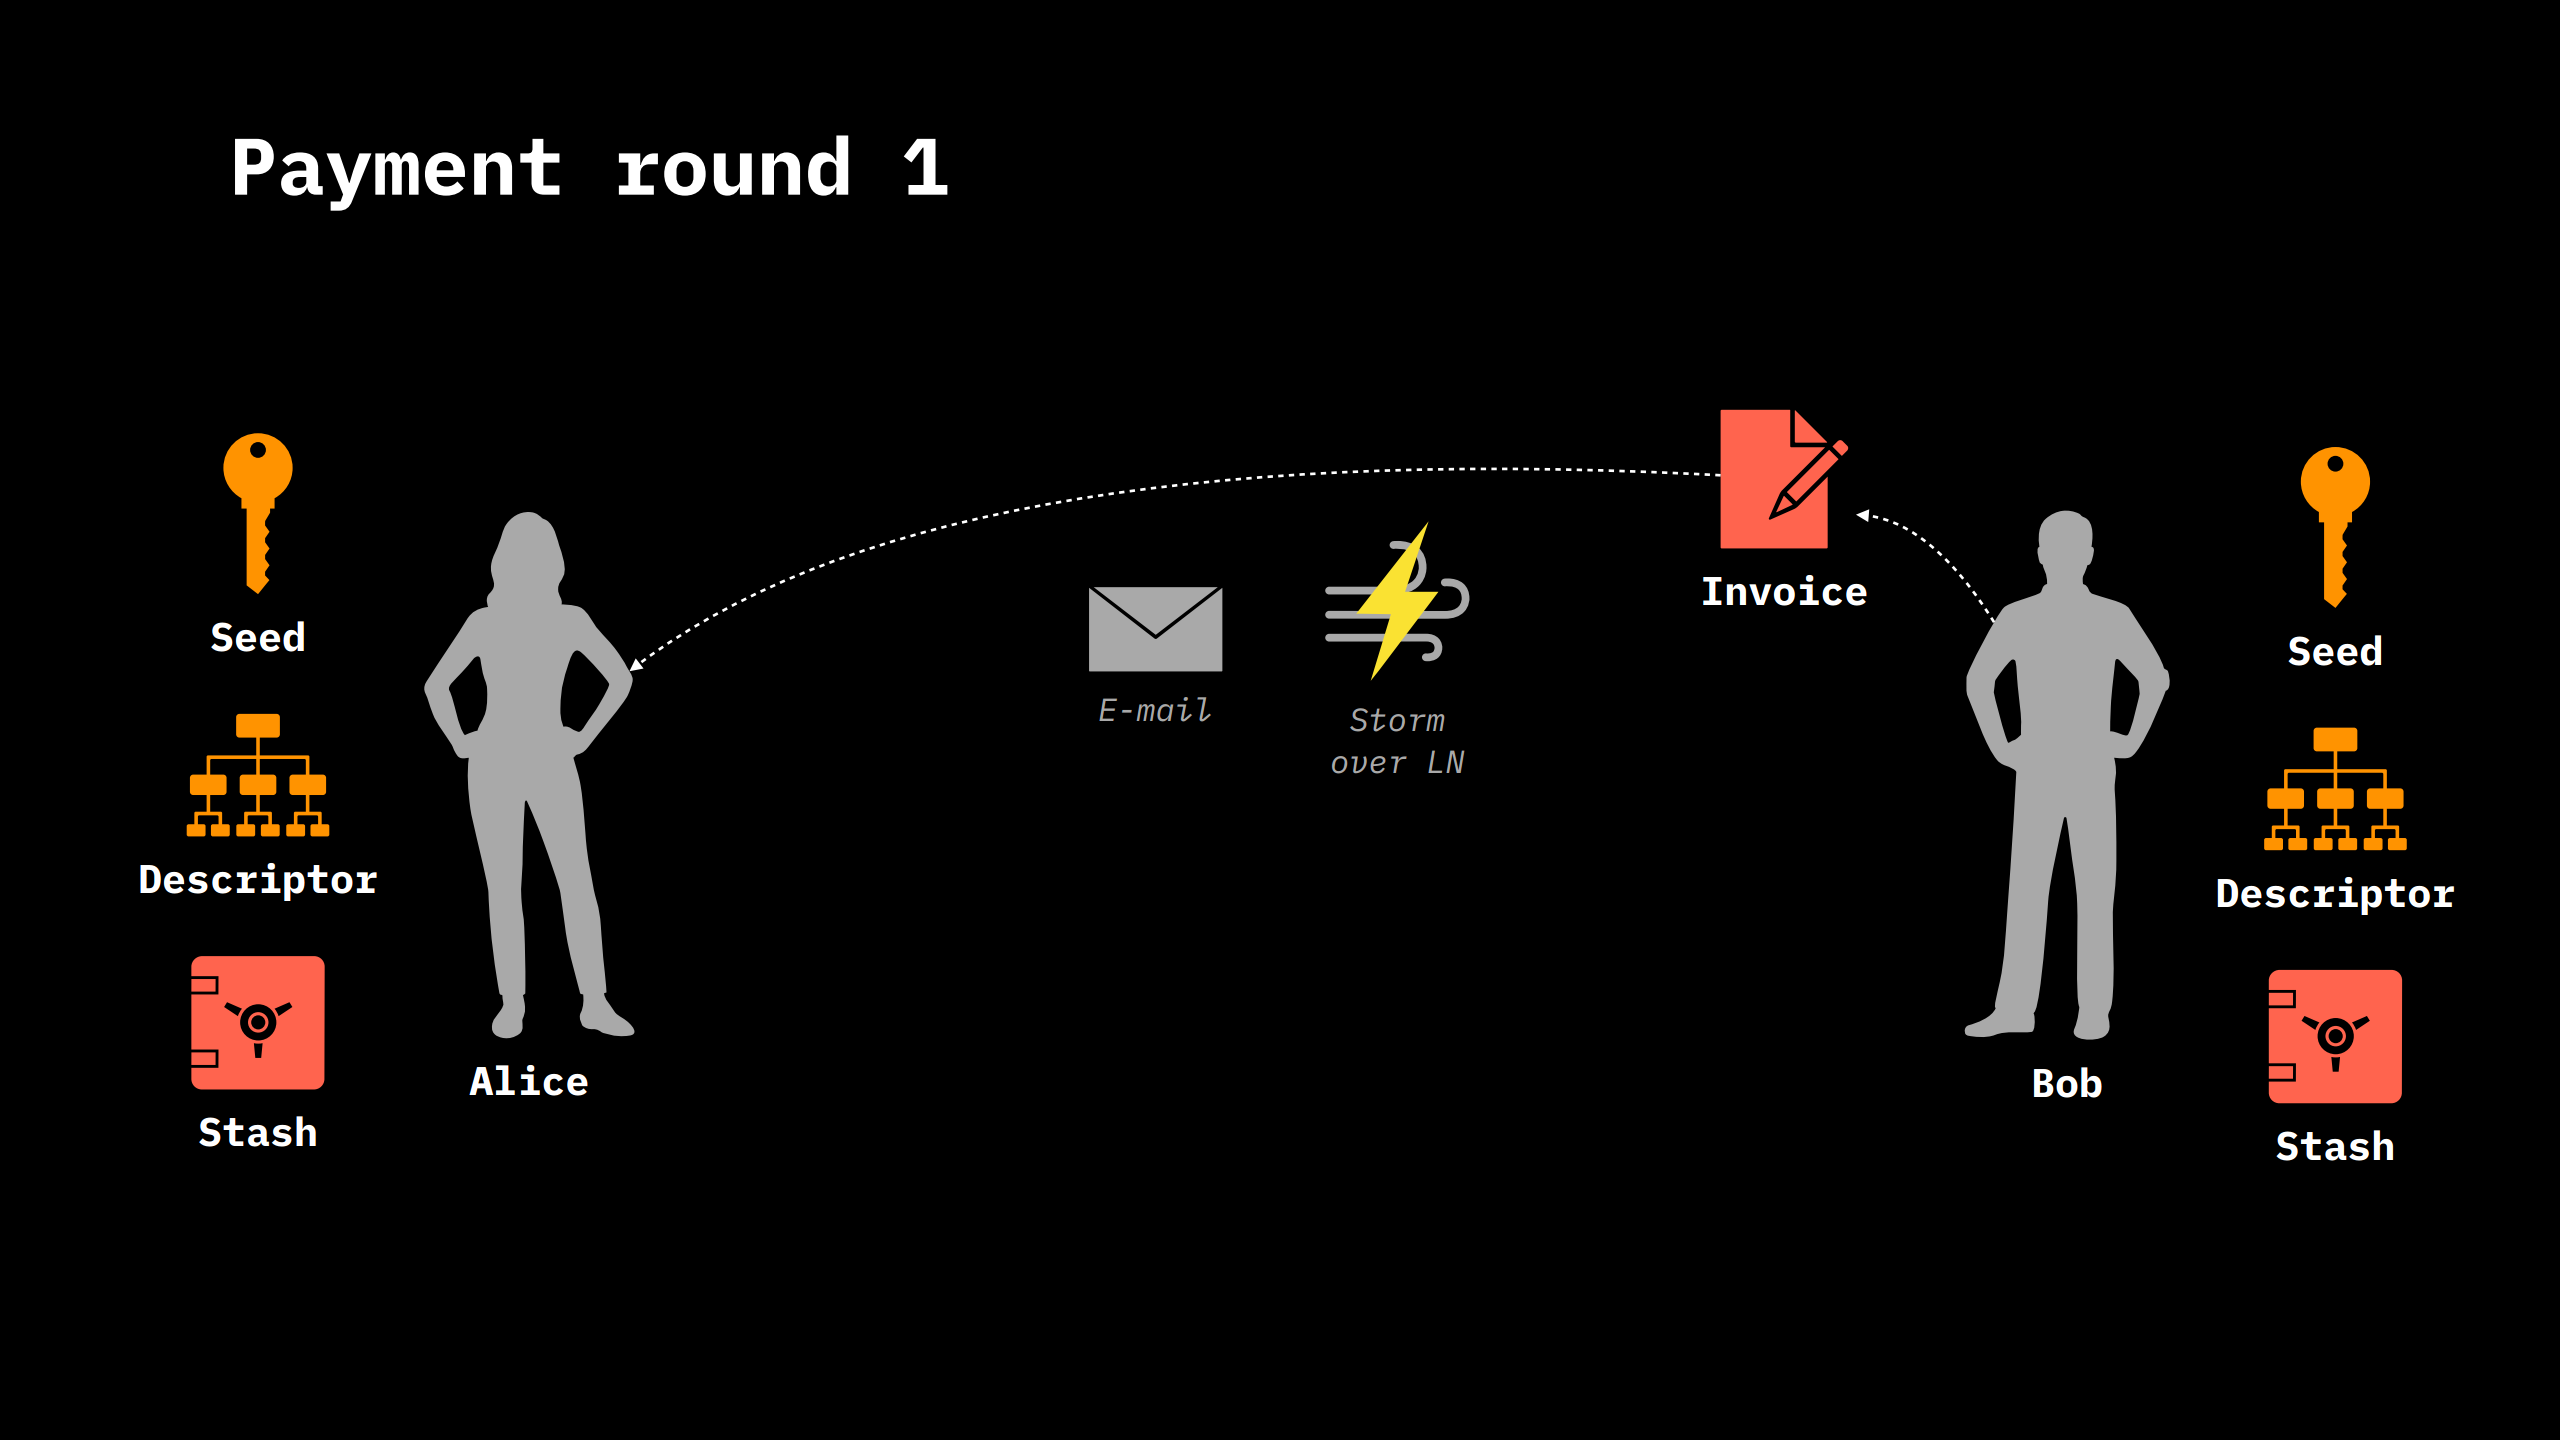 Payment round 1
Seed
Descriptor
Stash
Alice
E-mail
Storm
over LN
Invoice
Bob
Seed
Descriptor
Stash